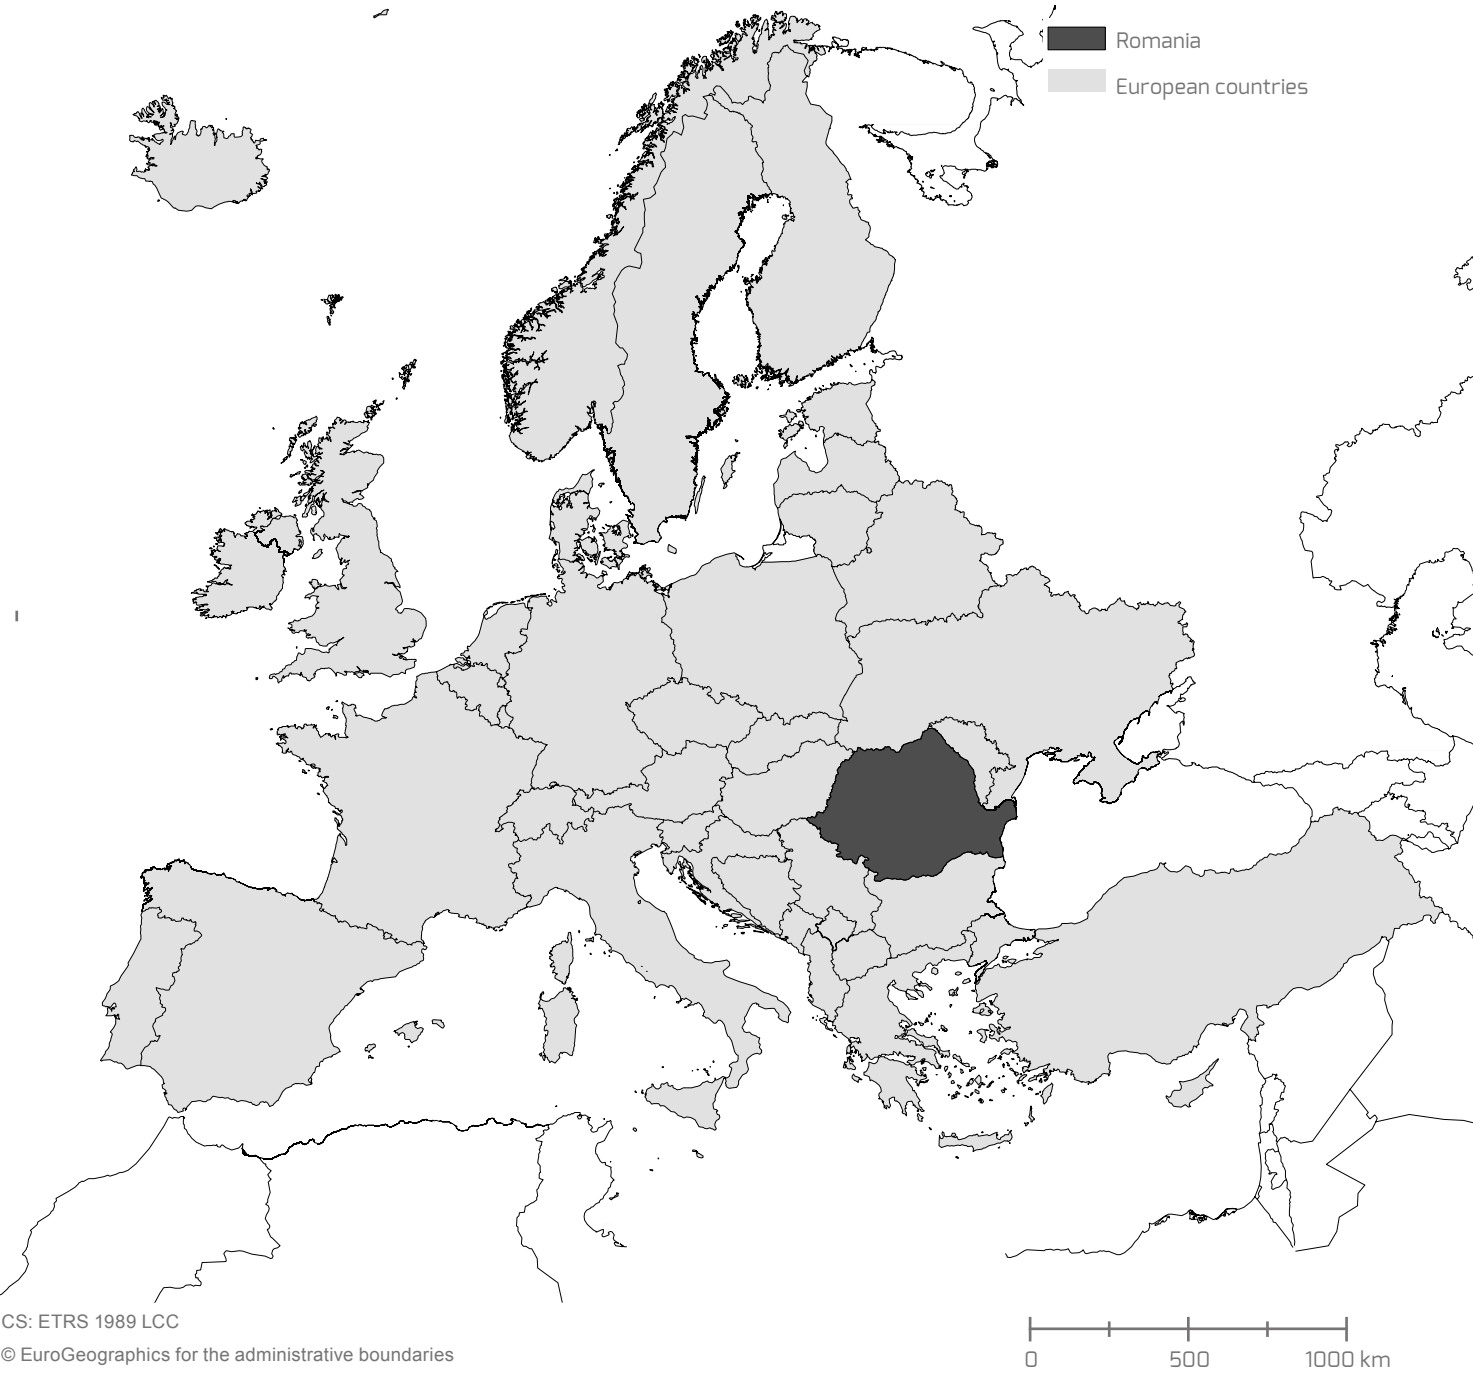 Romania
European countries
CS: ETRS 1989 LCC
© EuroGeographics for the administrative boundaries
0 500 1000 km